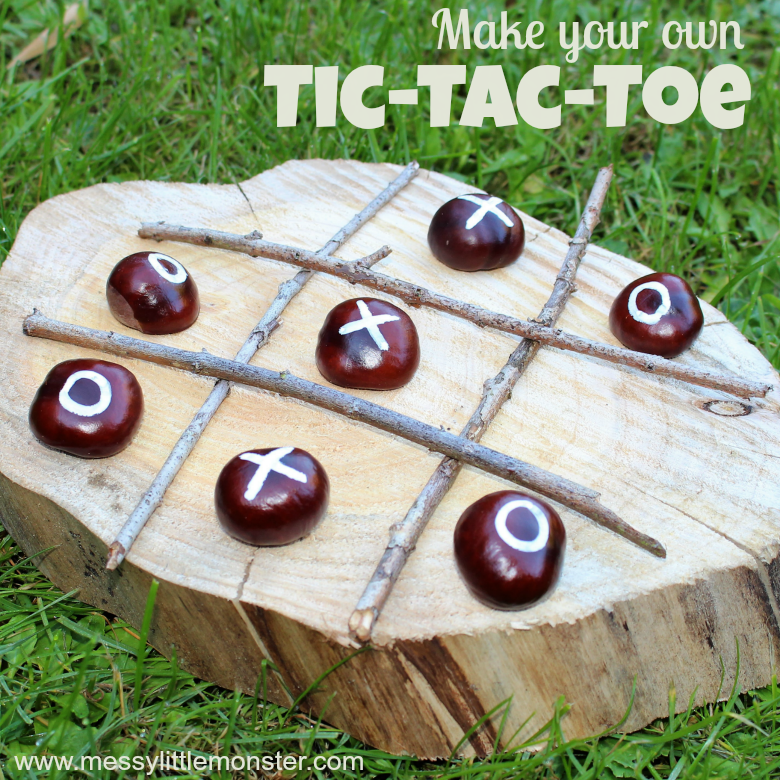 Make your own
TIC-TAC-TOE
X
O X O
O X O
www.messylittlemonster.com